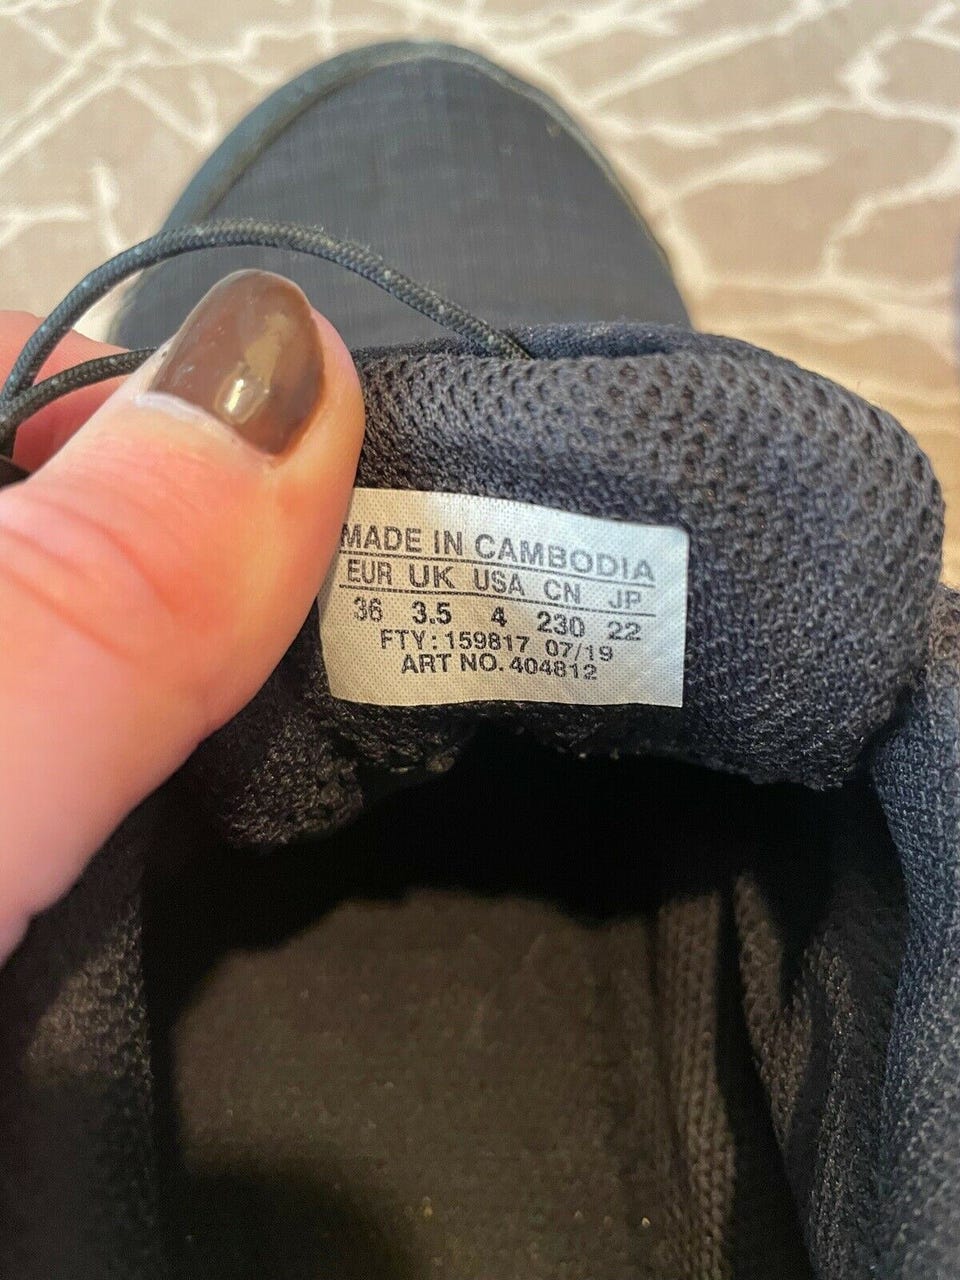 MADE IN CAMBODIA
EUR UK USA CN JP
36 3.5 4 230 22
FTY: 159817 07/19
ART NO. 404812